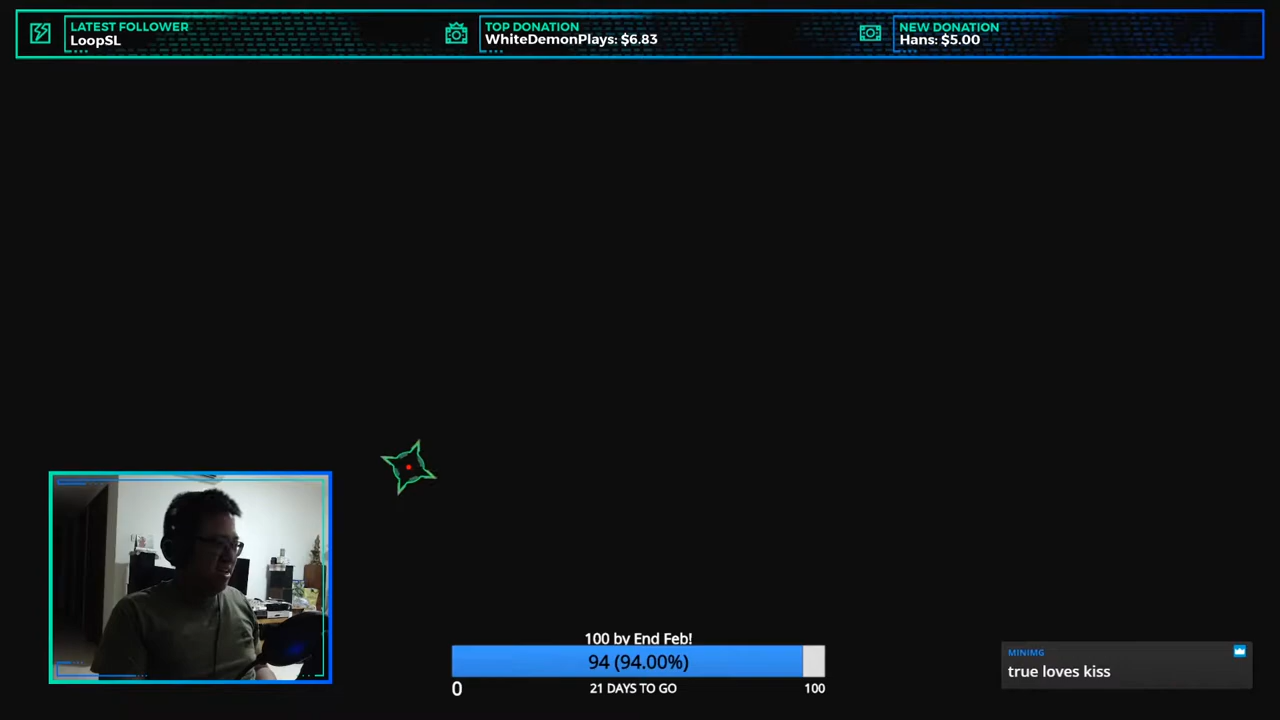 LATEST FOLLOWER
LoopSL
TOP DONATION
WhiteDemonPlays: $6.83
NEW DONATION
Hans: $5.00
100 by End Feb!
94 (94.00%)
0
21 DAYS TO GO
100
MINIMG
true loves kiss